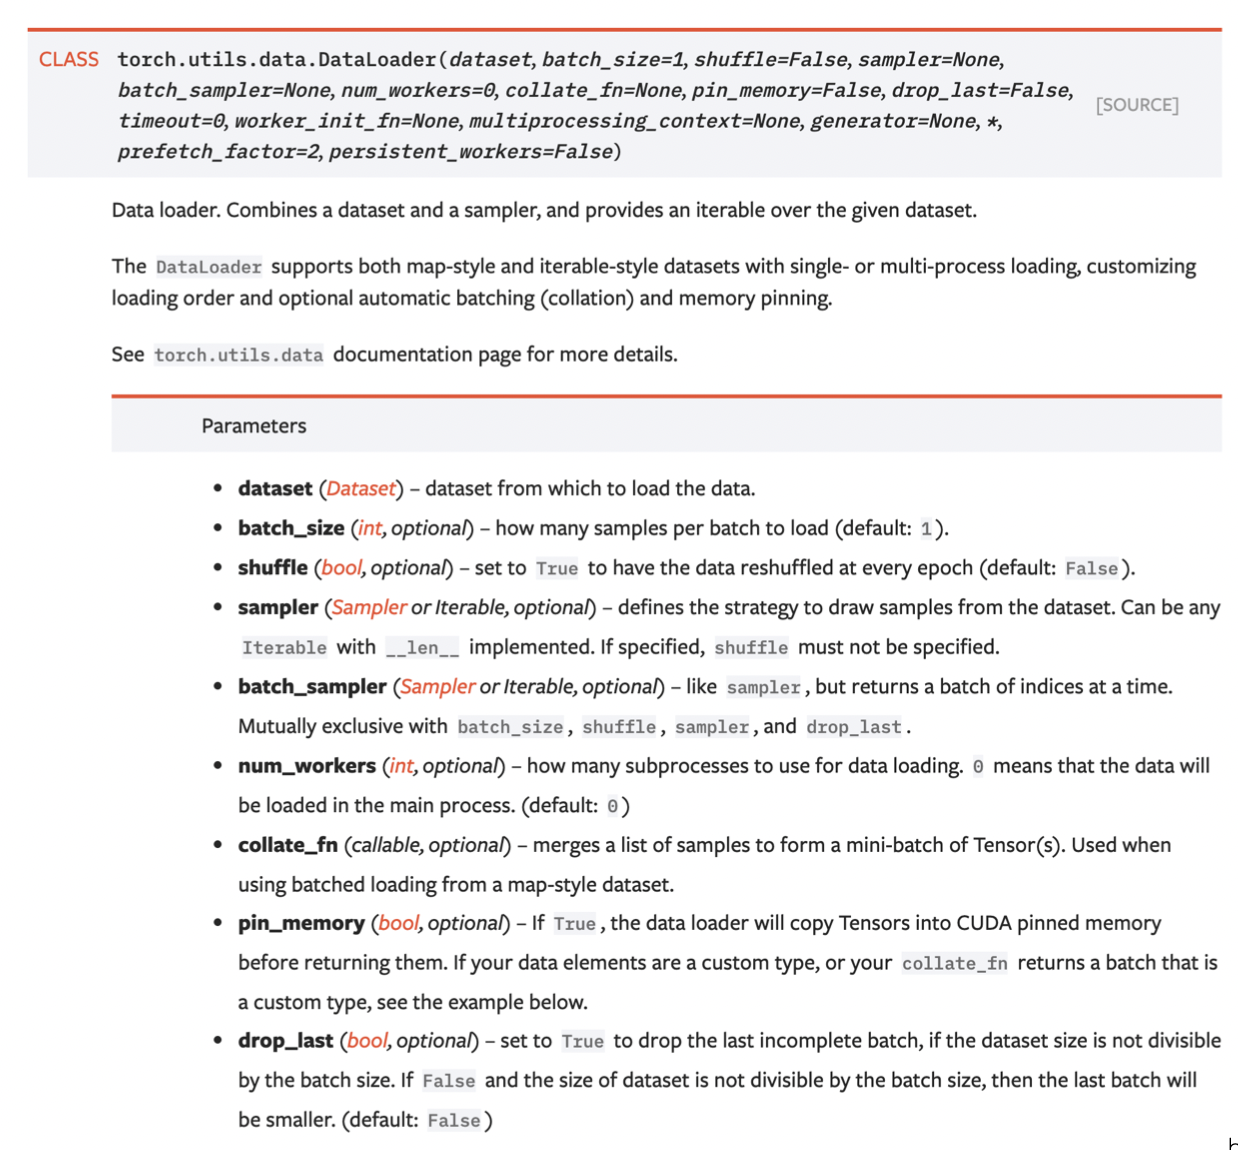 CLASS torch.utils.data.DataLoader(dataset, batch_size=1, shuffle=False, sampler=None,
batch_sampler=None, num_workers=0, collate_fn=None, pin_memory=False, drop_last=False,
[SOURCE]
timeout=0, worker_init_fn=None, multiprocessing_context=None, generator=None, *,
prefetch_factor=2, persistent_workers=False)
Data loader. Combines a dataset and a sampler, and provides an iterable over the given dataset.
The DataLoader supports both map-style and iterable-style datasets with single- or multi-process loading, customizing
loading order and optional automatic batching (collation) and memory pinning.
See torch.utils.data documentation page for more details.
Parameters
• dataset (Dataset) – dataset from which to load the data.
• batch_size (int, optional) – how many samples per batch to load (default: 1).
• shuffle (bool, optional) – set to True to have the data reshuffled at every epoch (default: False).
• sampler (Sampler or Iterable, optional) – defines the strategy to draw samples from the dataset. Can be any
Iterable with __len__ implemented. If specified, shuffle must not be specified.
• batch_sampler (Sampler or Iterable, optional) – like sampler, but returns a batch of indices at a time.
Mutually exclusive with batch_size, shuffle, sampler, and drop_last.
• num_workers (int, optional) – how many subprocesses to use for data loading. 0 means that the data will
be loaded in the main process. (default: 0)
• collate_fn (callable, optional) – merges a list of samples to form a mini-batch of Tensor(s). Used when
using batched loading from a map-style dataset.
• pin_memory (bool, optional) – If True, the data loader will copy Tensors into CUDA pinned memory
before returning them. If your data elements are a custom type, or your collate_fn returns a batch that is
a custom type, see the example below.
• drop_last (bool, optional) – set to True to drop the last incomplete batch, if the dataset size is not divisible
by the batch size. If False and the size of dataset is not divisible by the batch size, then the last batch will
be smaller. (default: False)